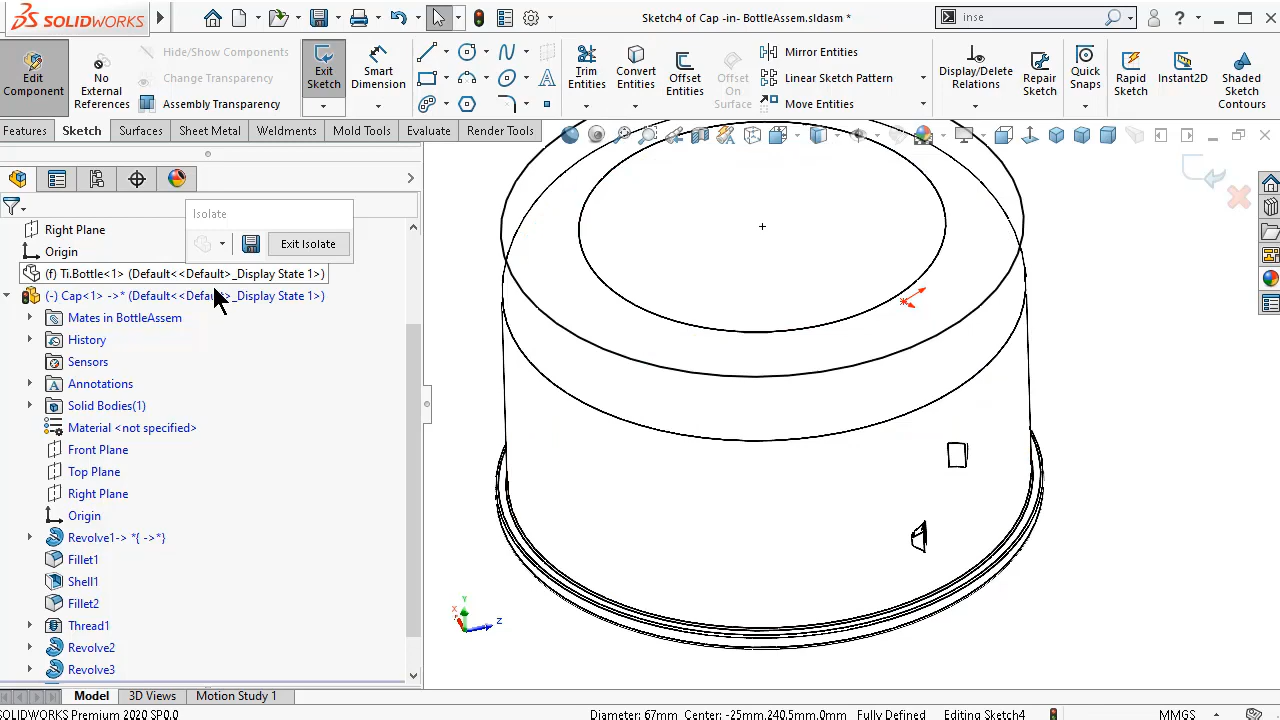 SOLIDWORKS
Sketch4 of Cap -in- BottleAssem.sldasm *
inse
Edit Component
No External References
Hide/Show Components
Change Transparency
Assembly Transparency
Exit Sketch
Smart Dimension
Trim Entities
Convert Entities
Offset Entities
Offset On Surface
Mirror Entities
Linear Sketch Pattern
Move Entities
Display/Delete Relations
Repair Sketch
Quick Snaps
Rapid Sketch
Instant2D
Shaded Sketch Contours
Features
Sketch
Surfaces
Sheet Metal
Weldments
Mold Tools
Evaluate
Render Tools
Isolate
Exit Isolate
Right Plane
Origin
(f) Ti.Bottle<1> (Default<<Default>_Display State 1>)
(-) Cap<1> ->* (Default<<Default>_Display State 1>)
Mates in BottleAssem
History
Sensors
Annotations
Solid Bodies(1)
Material <not specified>
Front Plane
Top Plane
Right Plane
Origin
Revolve1-> *{ ->*}
Fillet1
Shell1
Fillet2
Thread1
Revolve2
Revolve3
Y
X
Z
Model
3D Views
Motion Study 1
SOLIDWORKS Premium 2020 SP0.0
Diameter: 67mm
Center: -25mm,240.5mm,0mm
Fully Defined
Editing Sketch4
MMGS